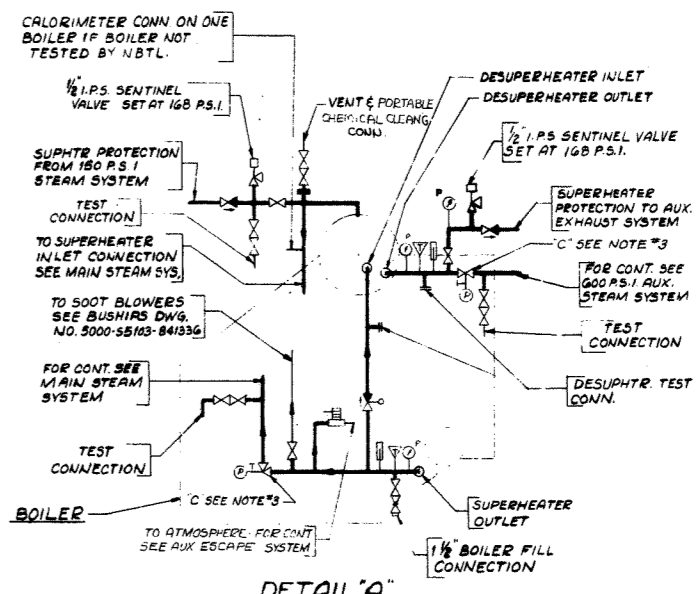 CALORIMETER CONN. ON ONE
BOILER IF BOILER NOT
TESTED BY NBTL.
1/2" I.P.S. SENTINEL
VALVE SET AT 168 P.S.I.
VENT & PORTABLE
CHEMICAL CLEANG
CONN.
DESUPERHEATER INLET
DESUPERHEATER OUTLET
1/2" I.P.S SENTINEL VALVE
SET AT 168 P.S.I.
SUPHTR PROTECTION
FROM 150 P.S.I
STEAM SYSTEM
TEST
CONNECTION
TO SUPERHEATER
INLET CONNECTION
SEE MAIN STEAM SYS.
P
P
P
T
SUPERHEATER
PROTECTION TO AUX.
EXHAUST SYSTEM
"C" SEE NOTE #3
FOR CONT. SEE
600 P.S.I. AUX.
STEAM SYSTEM
P
TEST
CONNECTION
TO SOOT BLOWERS
SEE BUSHIPS DWG.
NO. 5000-S5103-841336
DESUPHTR. TEST
CONN.
FOR CONT. SEE
MAIN STEAM
SYSTEM
TEST
CONNECTION
P
P
T
"C" SEE NOTE #3
BOILER
SUPERHEATER
OUTLET
TO ATMOSPHERE-FOR CONT
SEE AUX ESCAPE SYSTEM
1 1/2" BOILER FILL
CONNECTION
DETAIL "A"